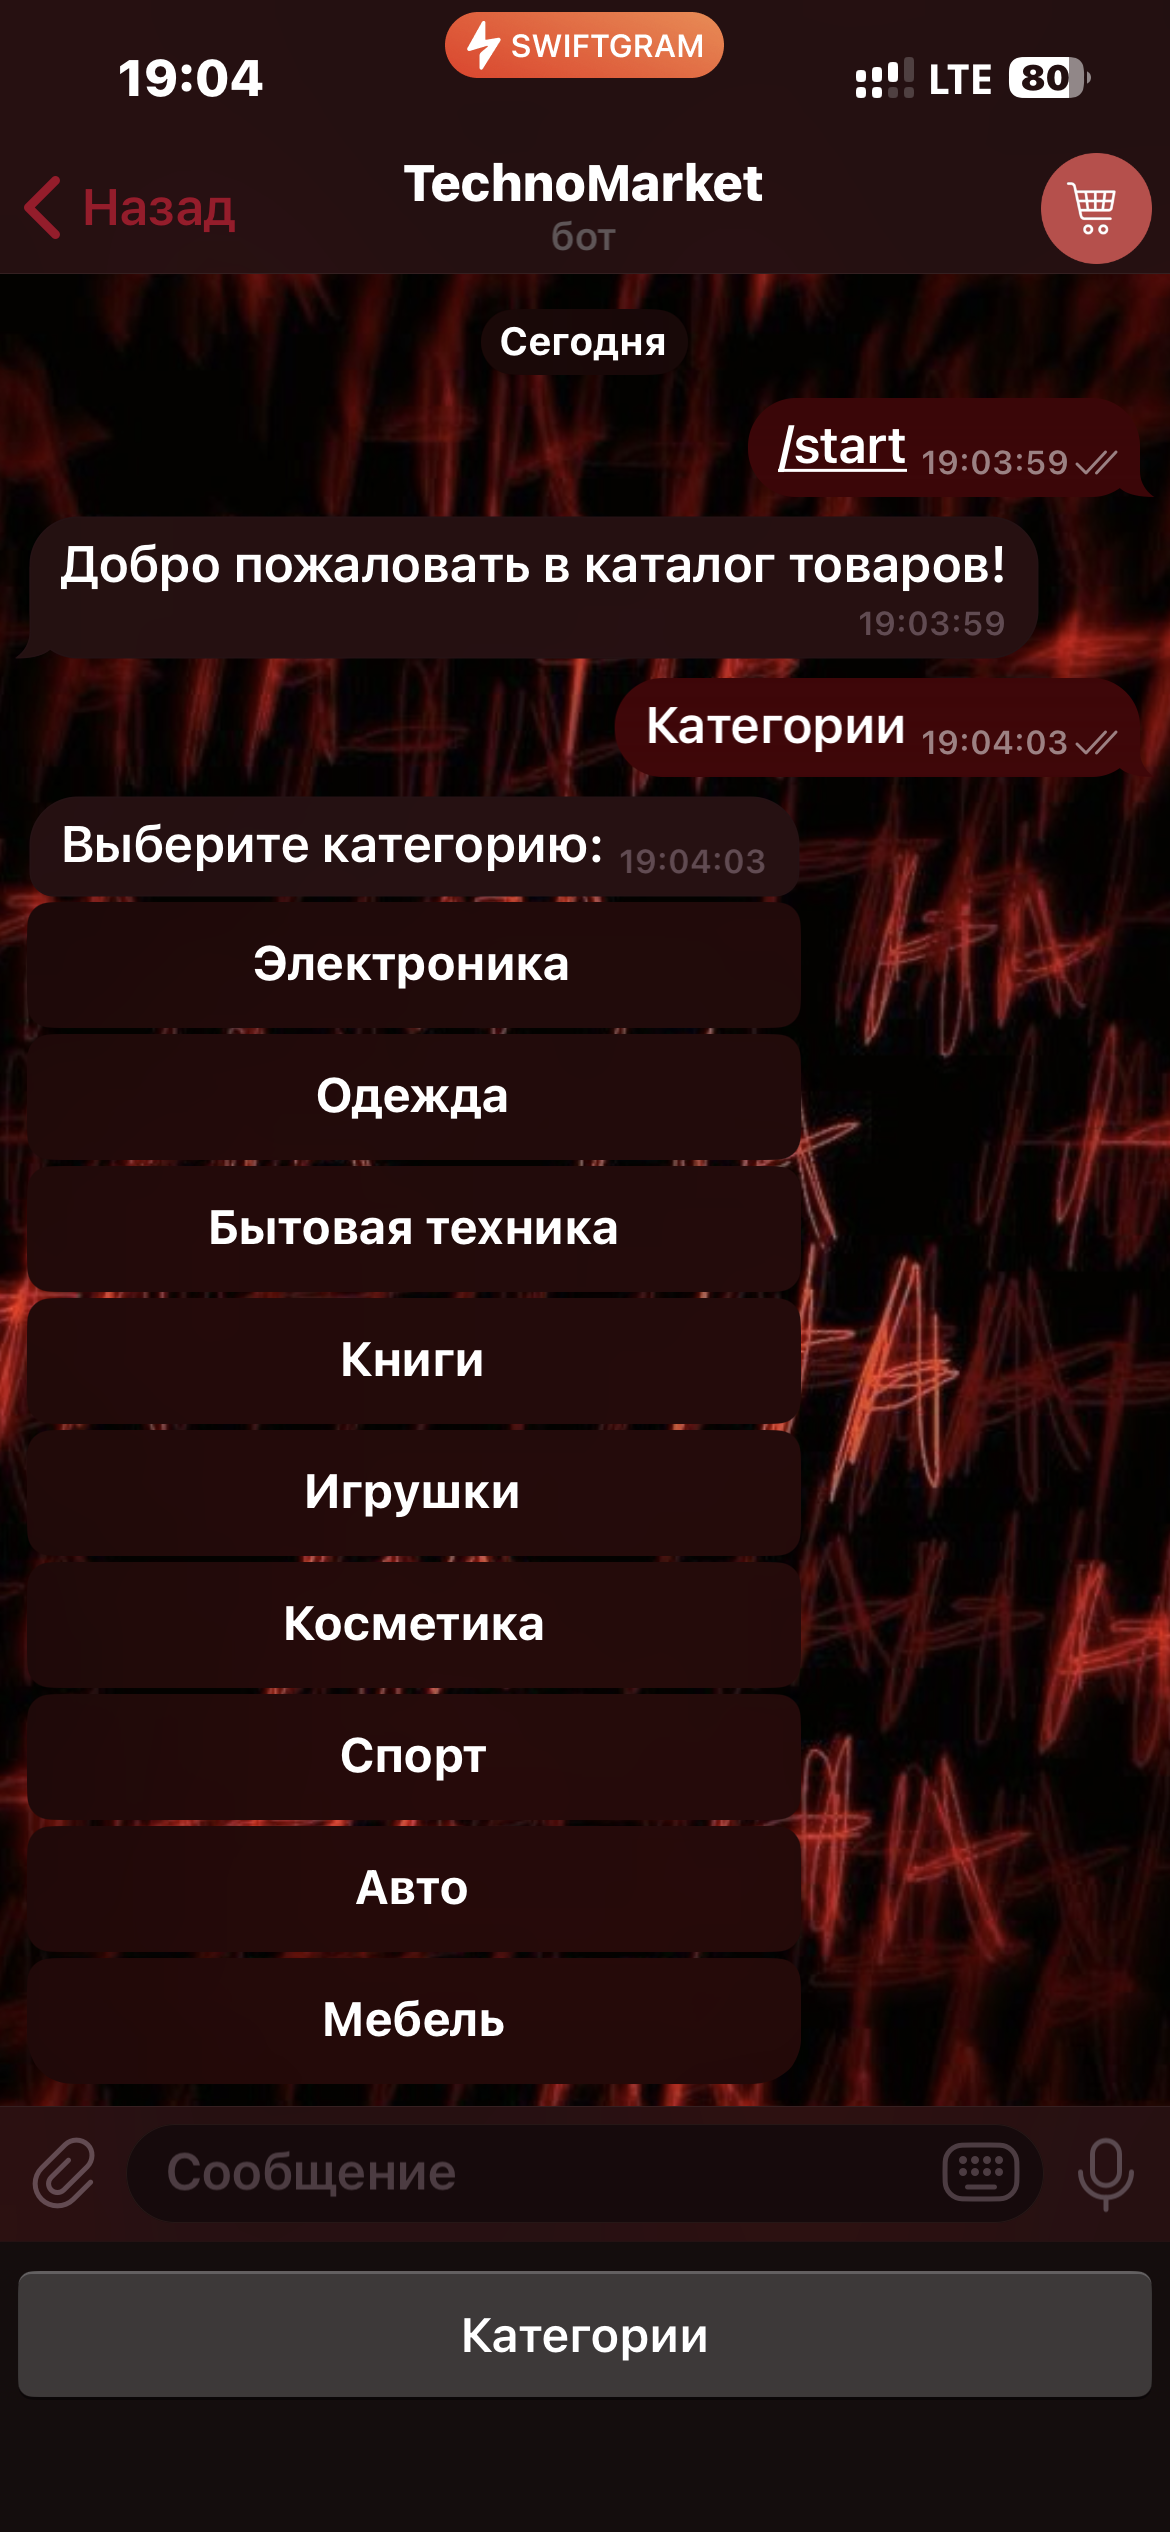 SWIFTGRAM
19:04
LTE
80
Назад
TechnoMarket
бот
Сегодня
/start 19:03:59
Добро пожаловать в каталог товаров!
19:03:59
Категории 19:04:03
Выберите категорию: 19:04:03
Электроника
Одежда
Бытовая техника
Книги
Игрушки
Косметика
Спорт
Авто
Мебель
Сообщение
Категории